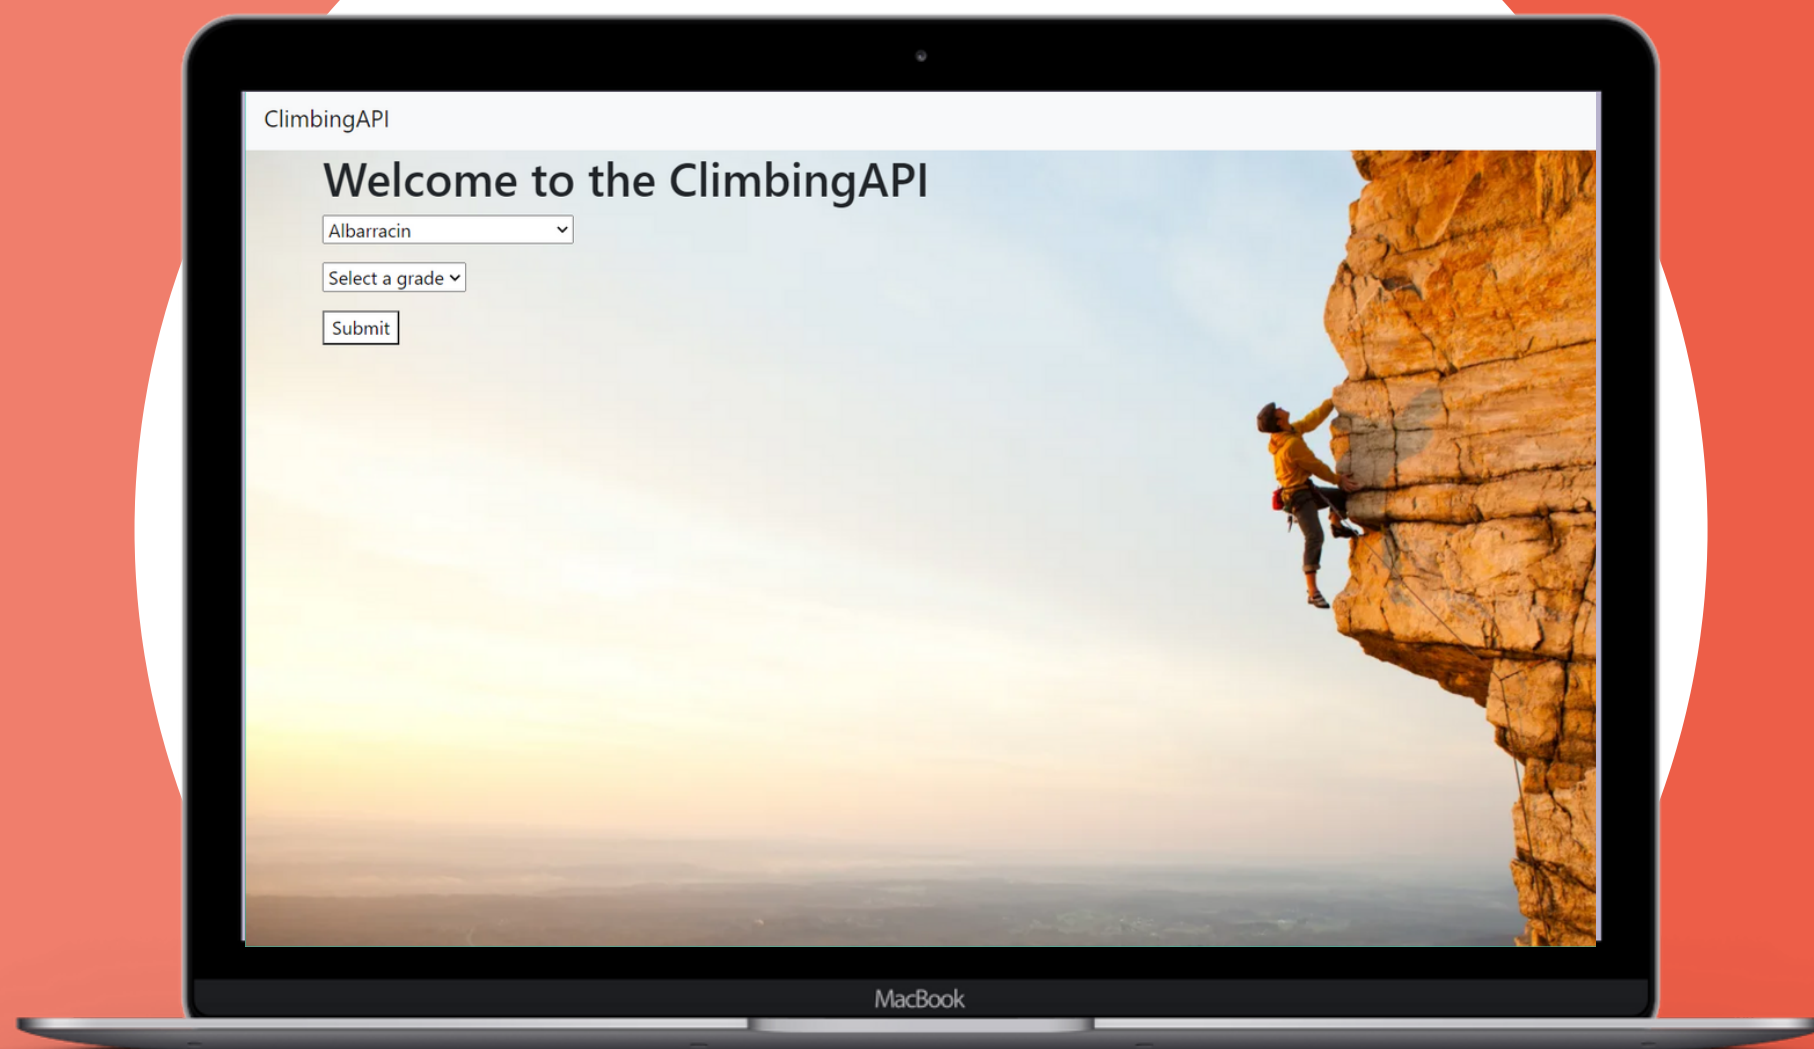 ClimbingAPI
Welcome to the ClimbingAPI
Albarracin
Select a grade
Submit
MacBook